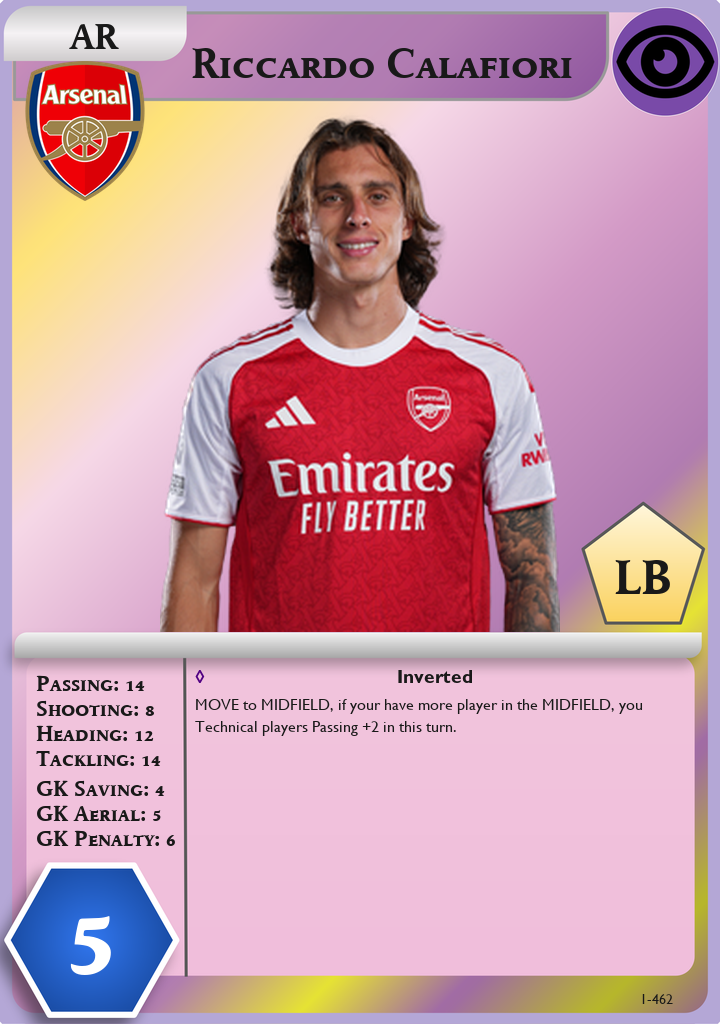 AR
Riccardo Calafiori
Arsenal
Arsenal
Emirates
FLY BETTER
LB
Passing: 14
Shooting: 8
Heading: 12
Tackling: 14
GK Saving: 4
GK Aerial: 5
GK Penalty: 6
5
Inverted
MOVE to MIDFIELD, if your have more player in the MIDFIELD, you
Technical players Passing +2 in this turn.
1-462